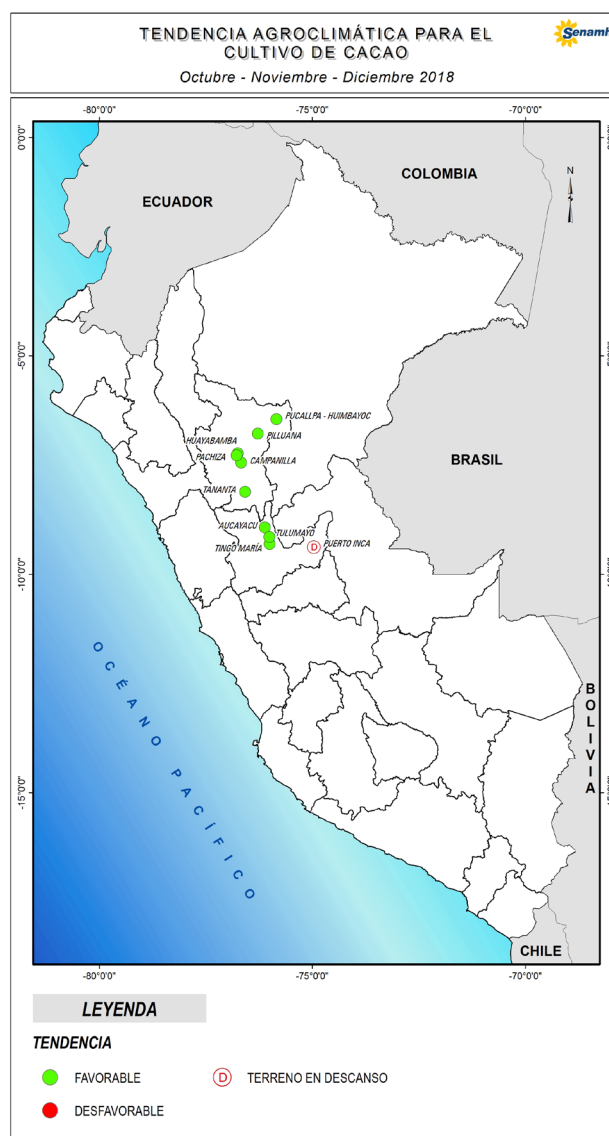 TENDENCIA AGROCLIMÁTICA PARA EL
CULTIVO DE CACAO
Octubre - Noviembre - Diciembre 2018
Senamh
-80°0'0"
-75°0'0"
-70°0'0"
0°0'0"
COLOMBIA
N
ECUADOR
-5°0'0"
PUCALLPA - HUIMBAYOC
PILLUANA
HUAYABAMBA
PACHIZA
CAMPANILLA
BRASIL
TANANTA
AUCAYACU
TULUMAYO
TINGO MARÍA
PUERTO INCA
D
-10°0'0"
OCÉANO PACÍFICO
BOLIVIA
-15°0'0"
CHILE
-80°0'0"
-75°0'0"
-70°0'0"
LEYENDA
TENDENCIA
FAVORABLE
D TERRENO EN DESCANSO
DESFAVORABLE